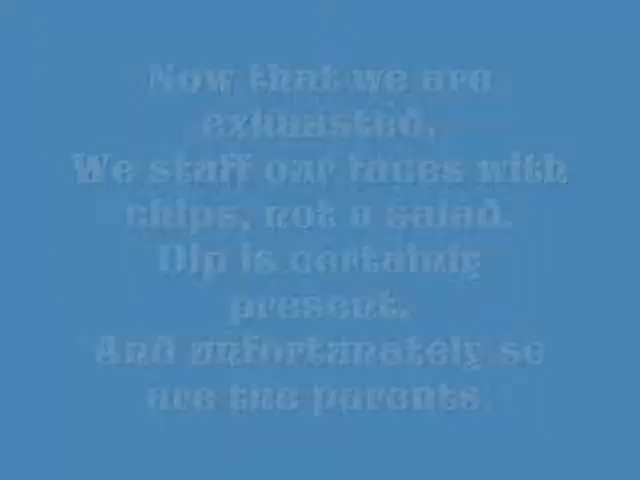 Now that we are
exhuasted,
We stuff our faces with
chips, not a salad.
Dip is certainly
present.
And unfortunately so
are the parents.